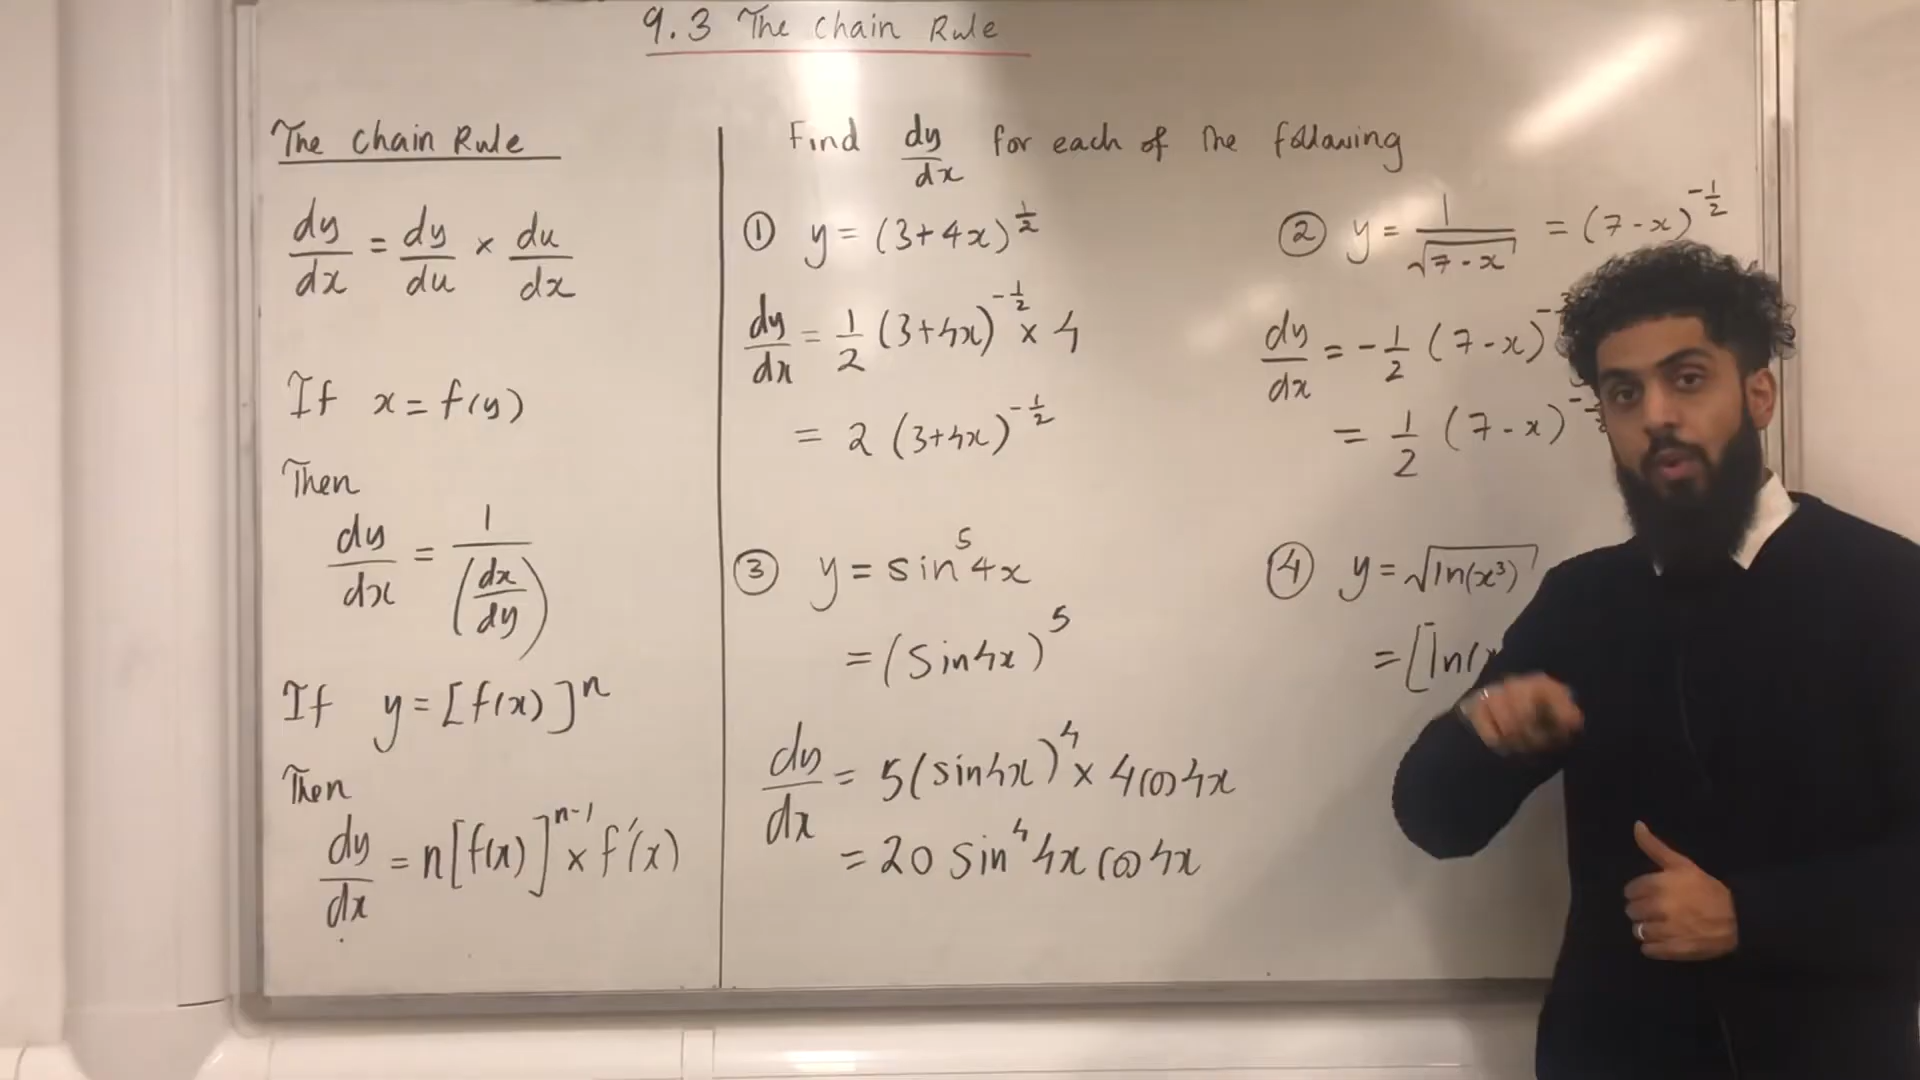 9.3 The Chain Rule
The Chain Rule
dy/dx = dy/du × du/dx
If x = f(y)
Then
dy/dx = 1/(dx/dy)
If y = [f(x)]^n
Then
dy/dx = n[f(x)]^{n-1} × f'(x)
Find dy/dx for each of the following
① y = (3+4x)^{1/2}
dy/dx = 1/2 (3+4x)^{-1/2} × 4
= 2 (3+4x)^{-1/2}
② y = 1/√(7-x) = (7-x)^{-1/2}
dy/dx = -1/2 (7-x)
= 1/2 (7-x)
③ y = sin^5 4x
= (sin4x)^5
dy/dx = 5(sin4x)^4 × 4cos4x
= 20 sin^4 4x cos4x
④ y = √ln(x³)
= [ln(